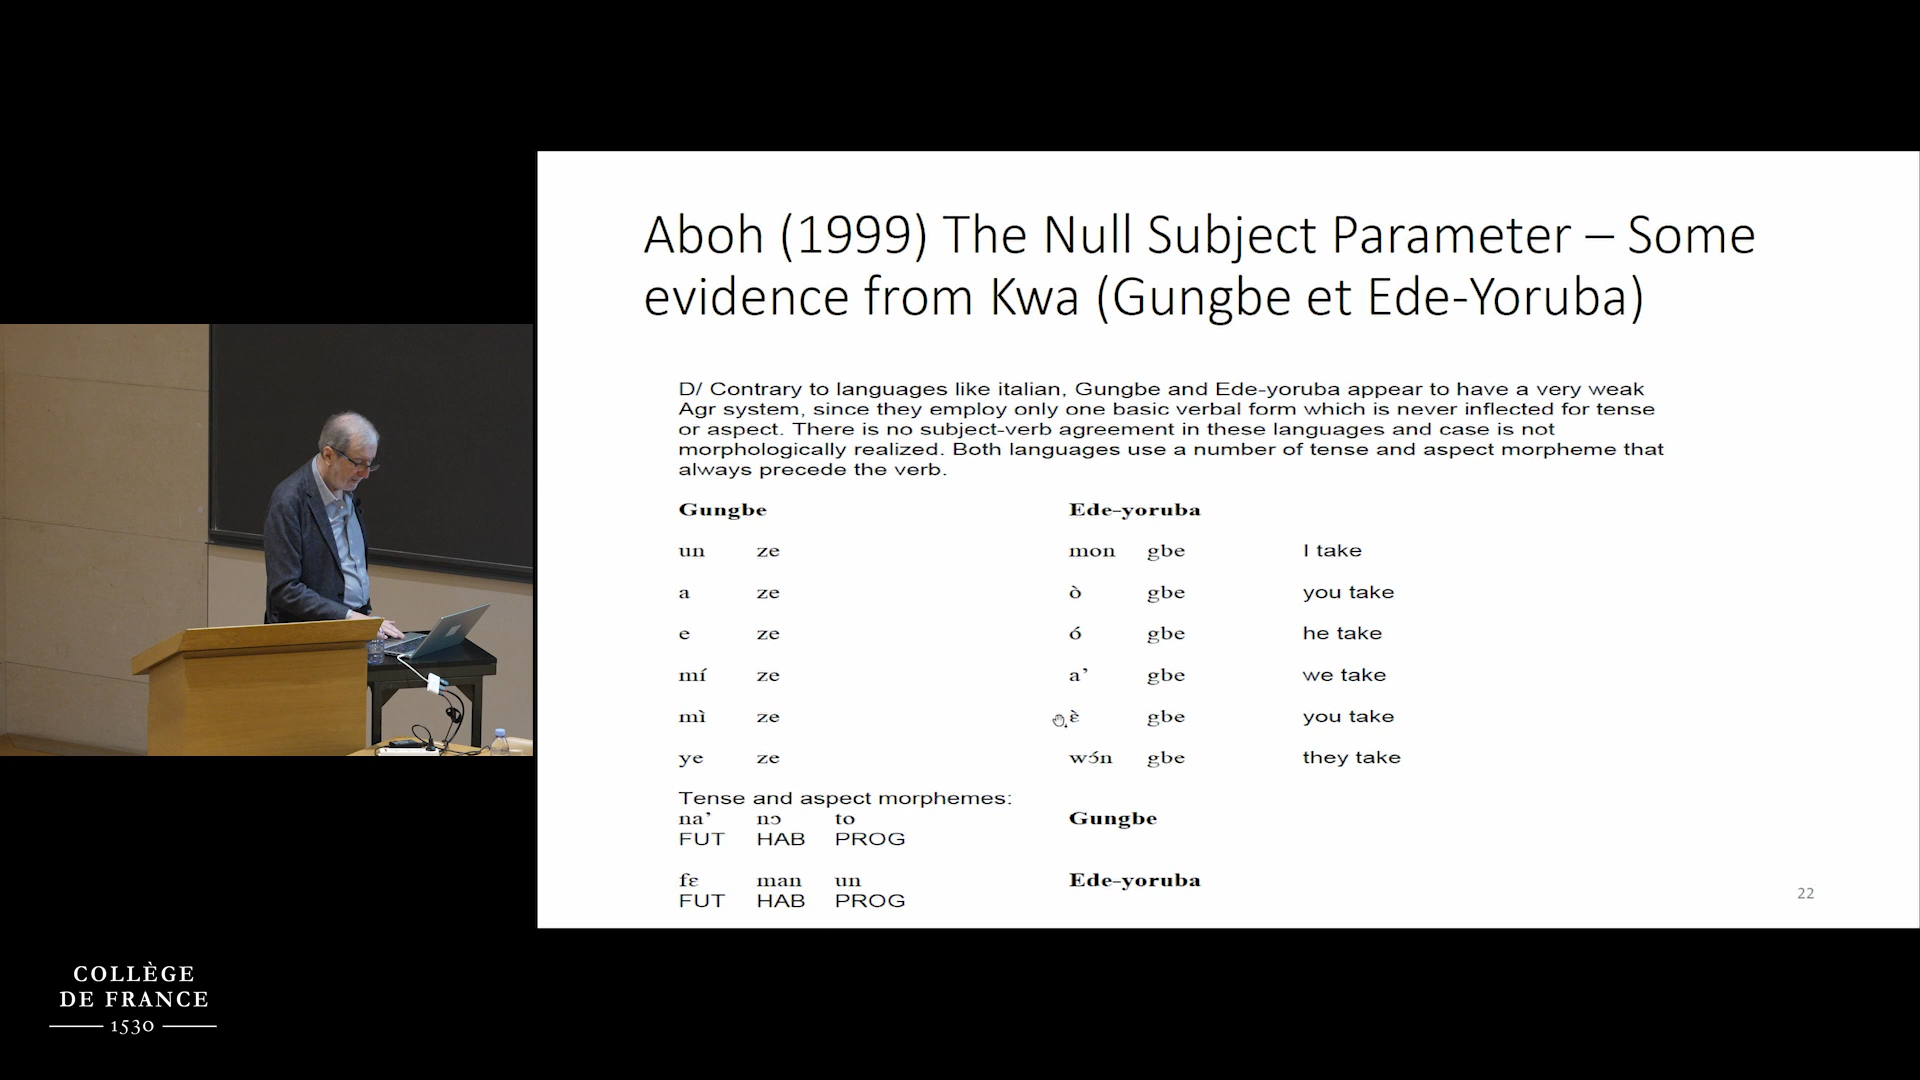 Aboh (1999) The Null Subject Parameter – Some
evidence from Kwa (Gungbe et Ede-Yoruba)
D/ Contrary to languages like italian, Gungbe and Ede-yoruba appear to have a very weak
Agr system, since they employ only one basic verbal form which is never inflected for tense
or aspect. There is no subject-verb agreement in these languages and case is not
morphologically realized. Both languages use a number of tense and aspect morpheme that
always precede the verb.
Gungbe Ede-yoruba
un ze mon gbe I take
a ze ò gbe you take
e ze ó gbe he take
mí ze a’ gbe we take
mì ze è gbe you take
ye ze wɔ́n gbe they take
Tense and aspect morphemes:
na’ nɔ to Gungbe
FUT HAB PROG
fɛ man un Ede-yoruba
FUT HAB PROG
22
COLLÈGE
DE FRANCE
1530